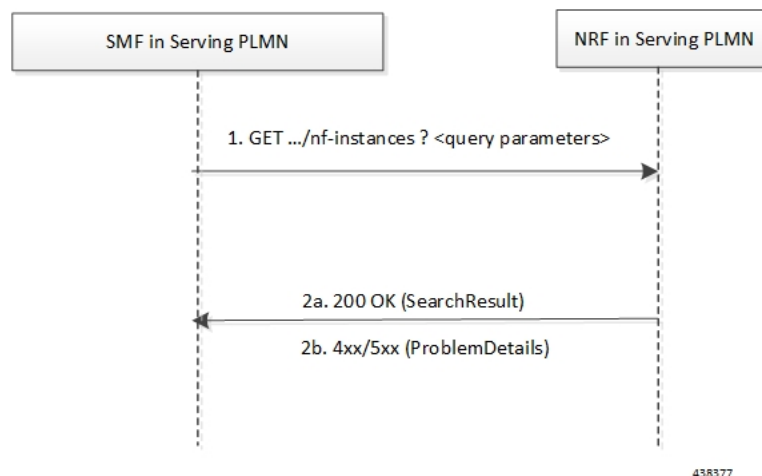 SMF in Serving PLMN
NRF in Serving PLMN
1. GET .../nf-instances ? <query parameters>
2a. 200 OK (SearchResult)
2b. 4xx/5xx (ProblemDetails)
438377